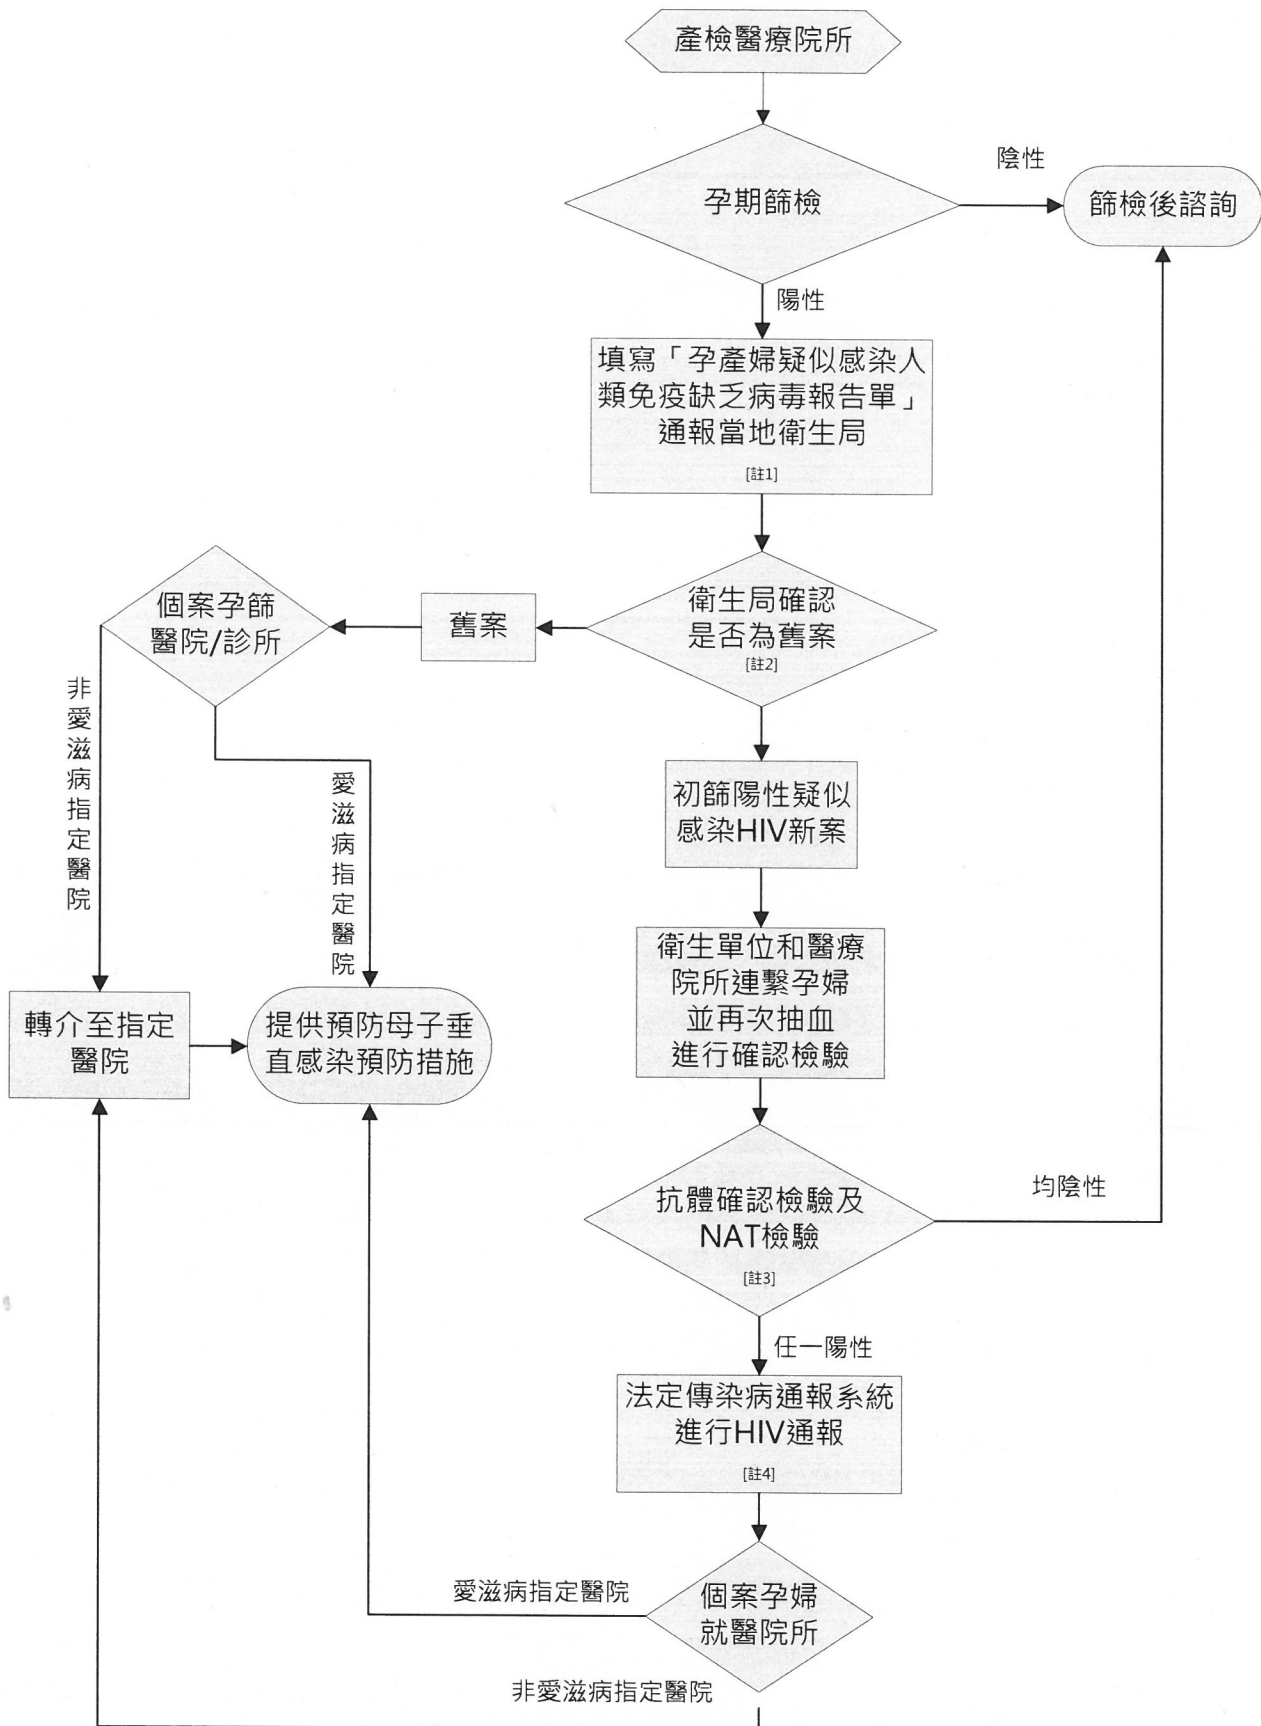 產檢醫療院所
孕期篩檢
陰性
篩檢後諮詢
陽性
填寫「孕產婦疑似感染人
類免疫缺乏病毒報告單」
通報當地衛生局
[註1]
衛生局確認
是否為舊案
[註2]
舊案
個案孕篩
醫院/診所
非愛滋病指定醫院
愛滋病指定醫院
初篩陽性疑似
感染HIV新案
衛生單位和醫療
院所連繫孕婦
並再次抽血
進行確認檢驗
轉介至指定
醫院
提供預防母子垂
直感染預防措施
抗體確認檢驗及
NAT檢驗
[註3]
均陰性
任一陽性
法定傳染病通報系統
進行HIV通報
[註4]
個案孕婦
就醫院所
愛滋病指定醫院
非愛滋病指定醫院